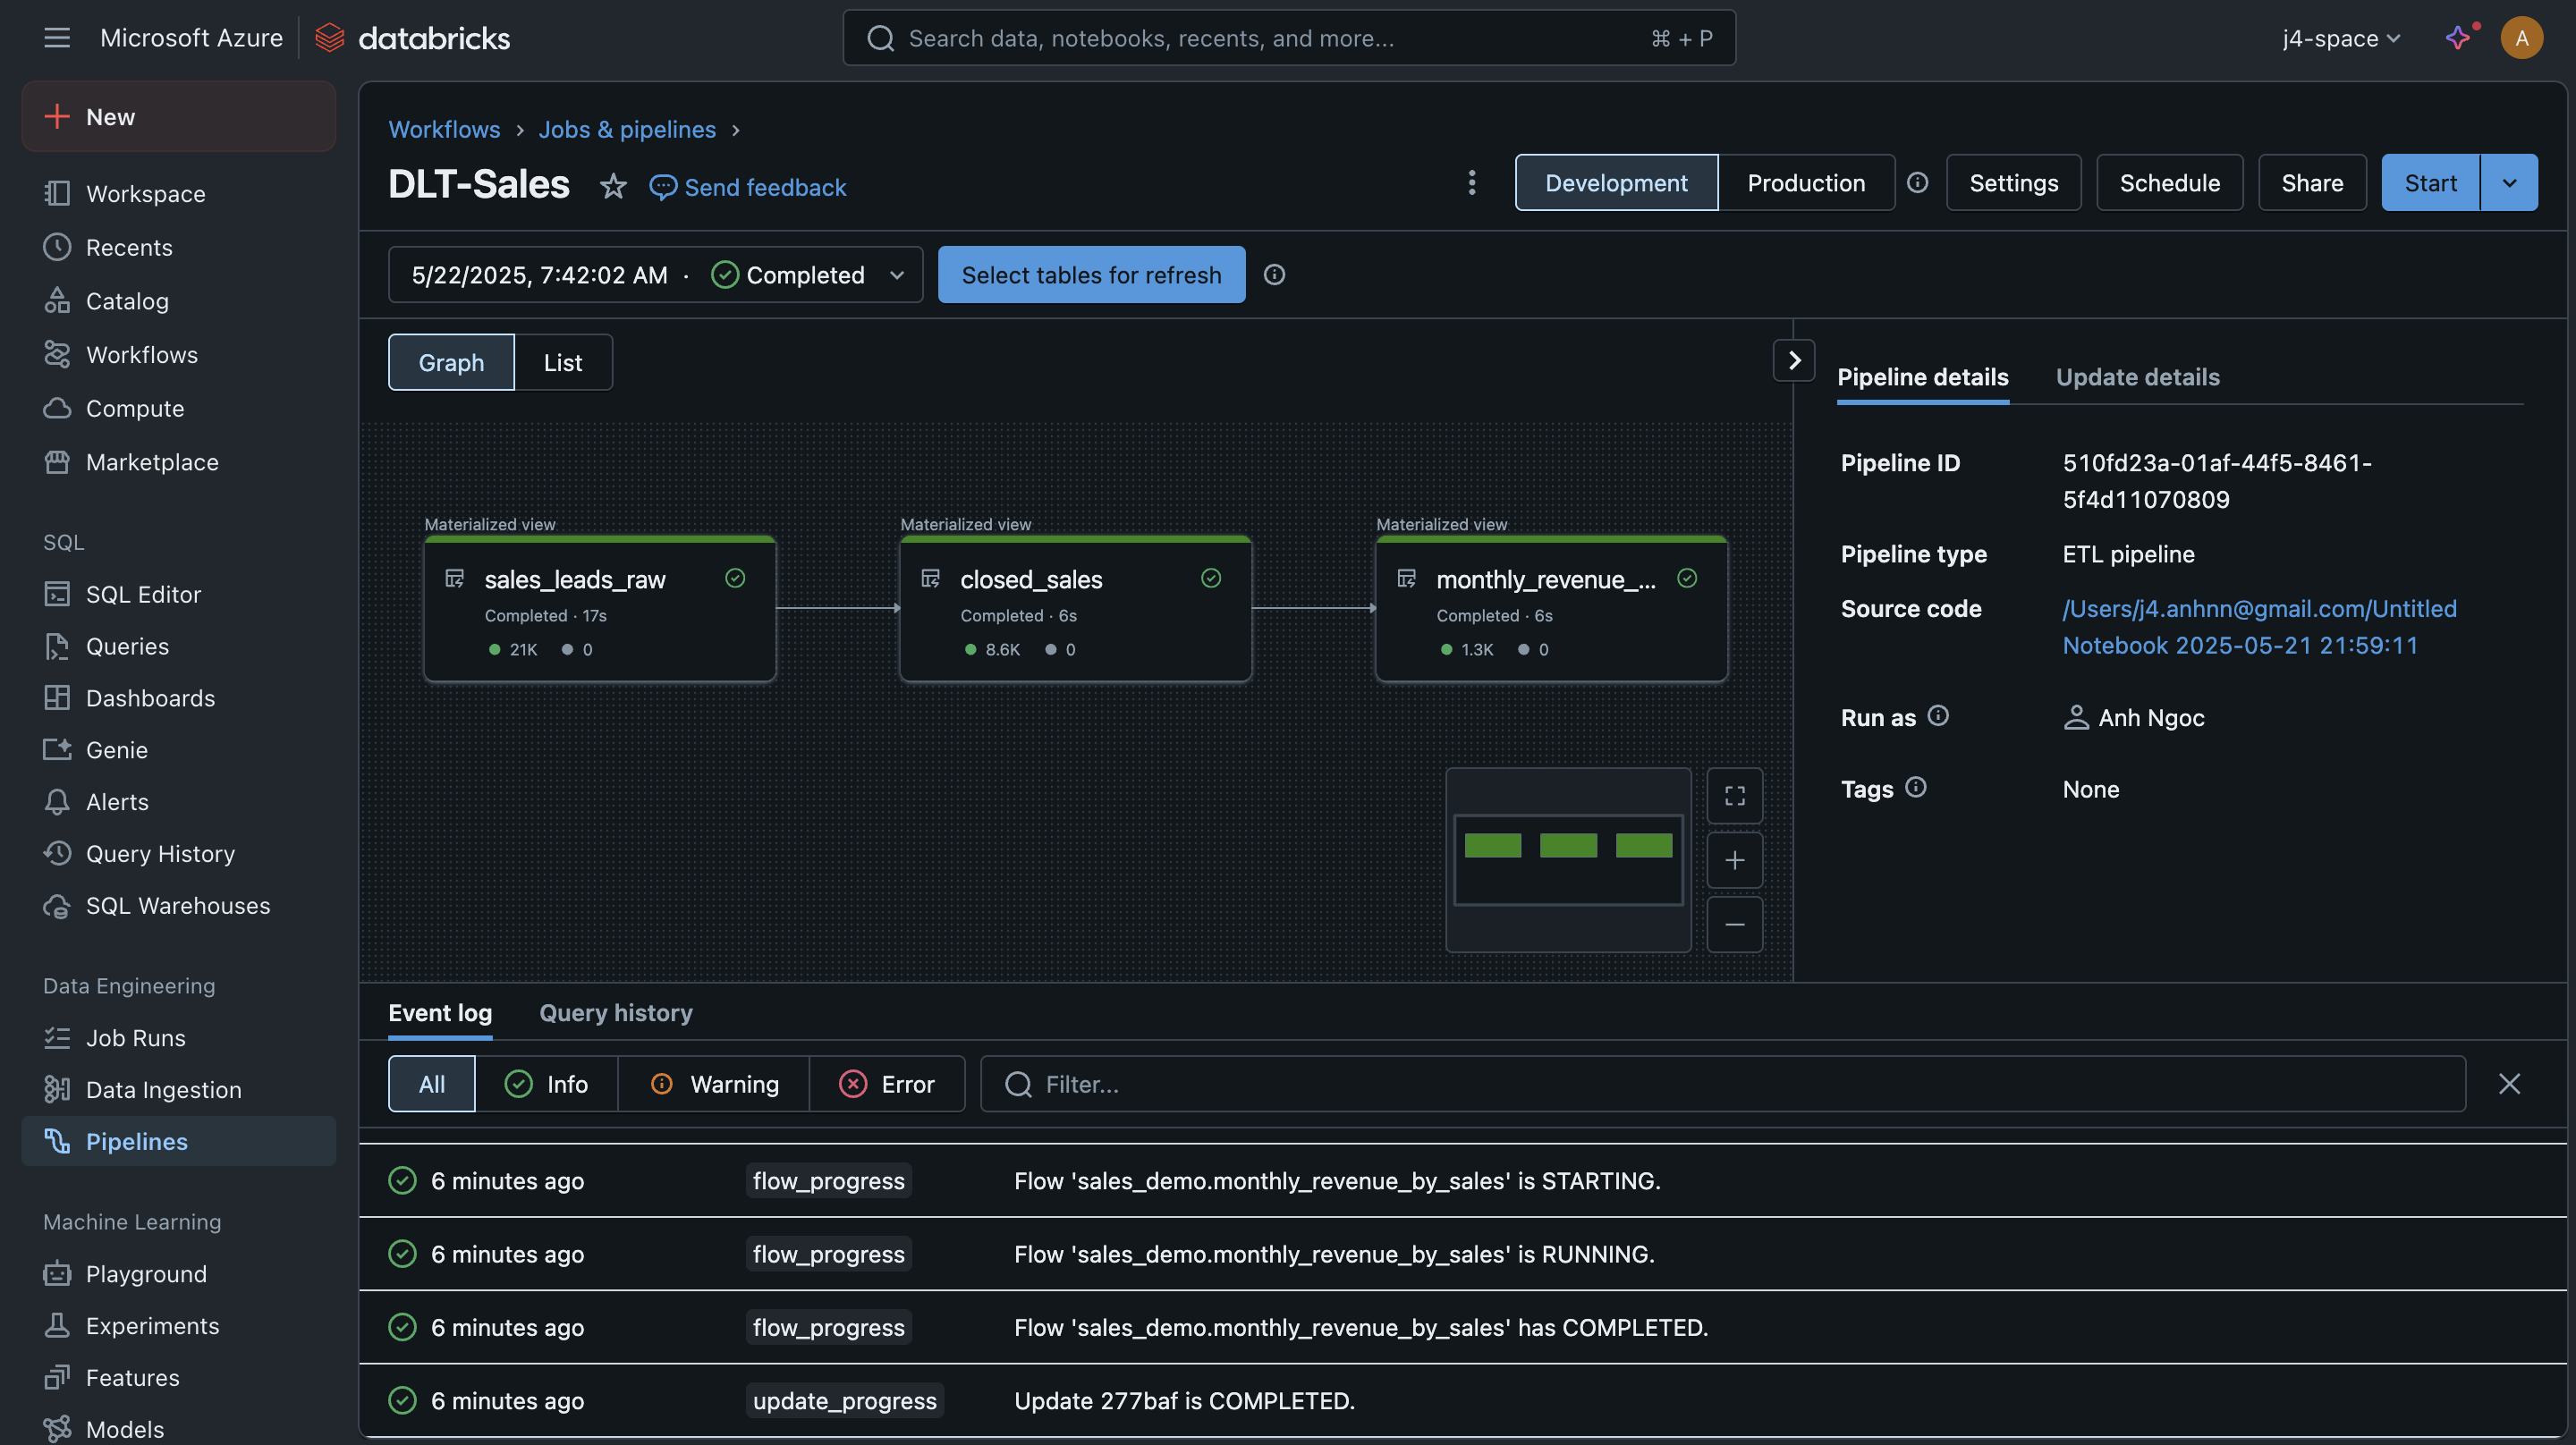 Microsoft Azure
databricks
Search data, notebooks, recents, and more...
⌘ + P
j4-space
A
New
Workspace
Recents
Catalog
Workflows
Compute
Marketplace
SQL
SQL Editor
Queries
Dashboards
Genie
Alerts
Query History
SQL Warehouses
Data Engineering
Job Runs
Data Ingestion
Pipelines
Machine Learning
Playground
Experiments
Features
Models
Workflows › Jobs & pipelines ›
DLT-Sales
Send feedback
Development
Production
Settings
Schedule
Share
Start
5/22/2025, 7:42:02 AM · Completed
Select tables for refresh
Graph
List
Materialized view
sales_leads_raw
Completed · 17s
21K 0
Materialized view
closed_sales
Completed · 6s
8.6K 0
Materialized view
monthly_revenue_...
Completed · 6s
1.3K 0
Pipeline details
Update details
Pipeline ID
510fd23a-01af-44f5-8461-
5f4d11070809
Pipeline type
ETL pipeline
Source code
/Users/j4.anhnn@gmail.com/Untitled
Notebook 2025-05-21 21:59:11
Run as
Anh Ngoc
Tags
None
Event log
Query history
All
Info
Warning
Error
Filter...
6 minutes ago flow_progress Flow 'sales_demo.monthly_revenue_by_sales' is STARTING.
6 minutes ago flow_progress Flow 'sales_demo.monthly_revenue_by_sales' is RUNNING.
6 minutes ago flow_progress Flow 'sales_demo.monthly_revenue_by_sales' has COMPLETED.
6 minutes ago update_progress Update 277baf is COMPLETED.